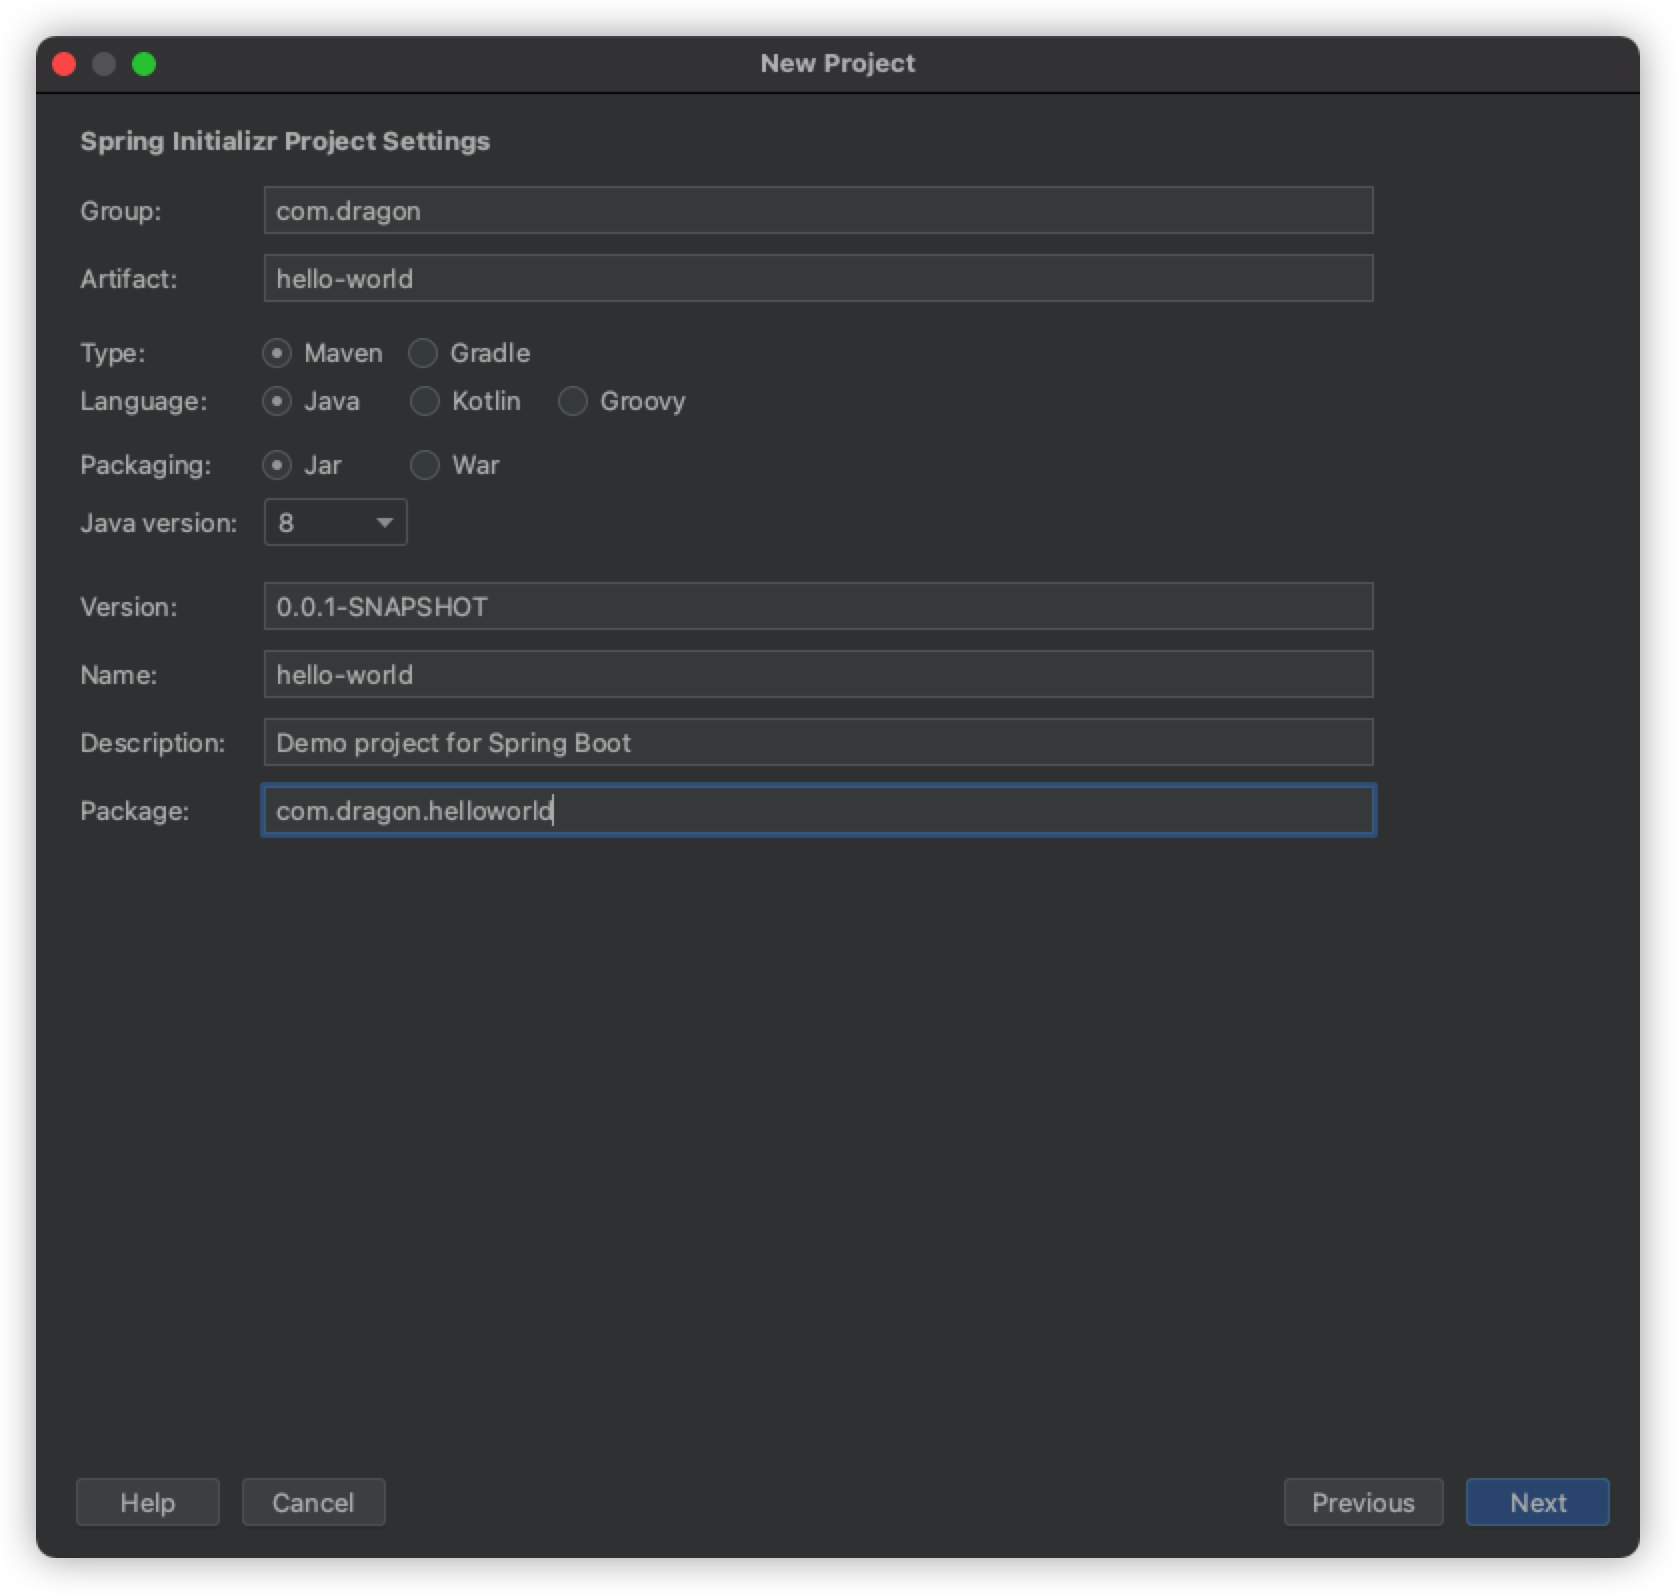 New Project
Spring Initializr Project Settings
Group: com.dragon
Artifact: hello-world
Type: Maven Gradle
Language: Java Kotlin Groovy
Packaging: Jar War
Java version: 8
Version: 0.0.1-SNAPSHOT
Name: hello-world
Description: Demo project for Spring Boot
Package: com.dragon.helloworld
Help Cancel Previous Next